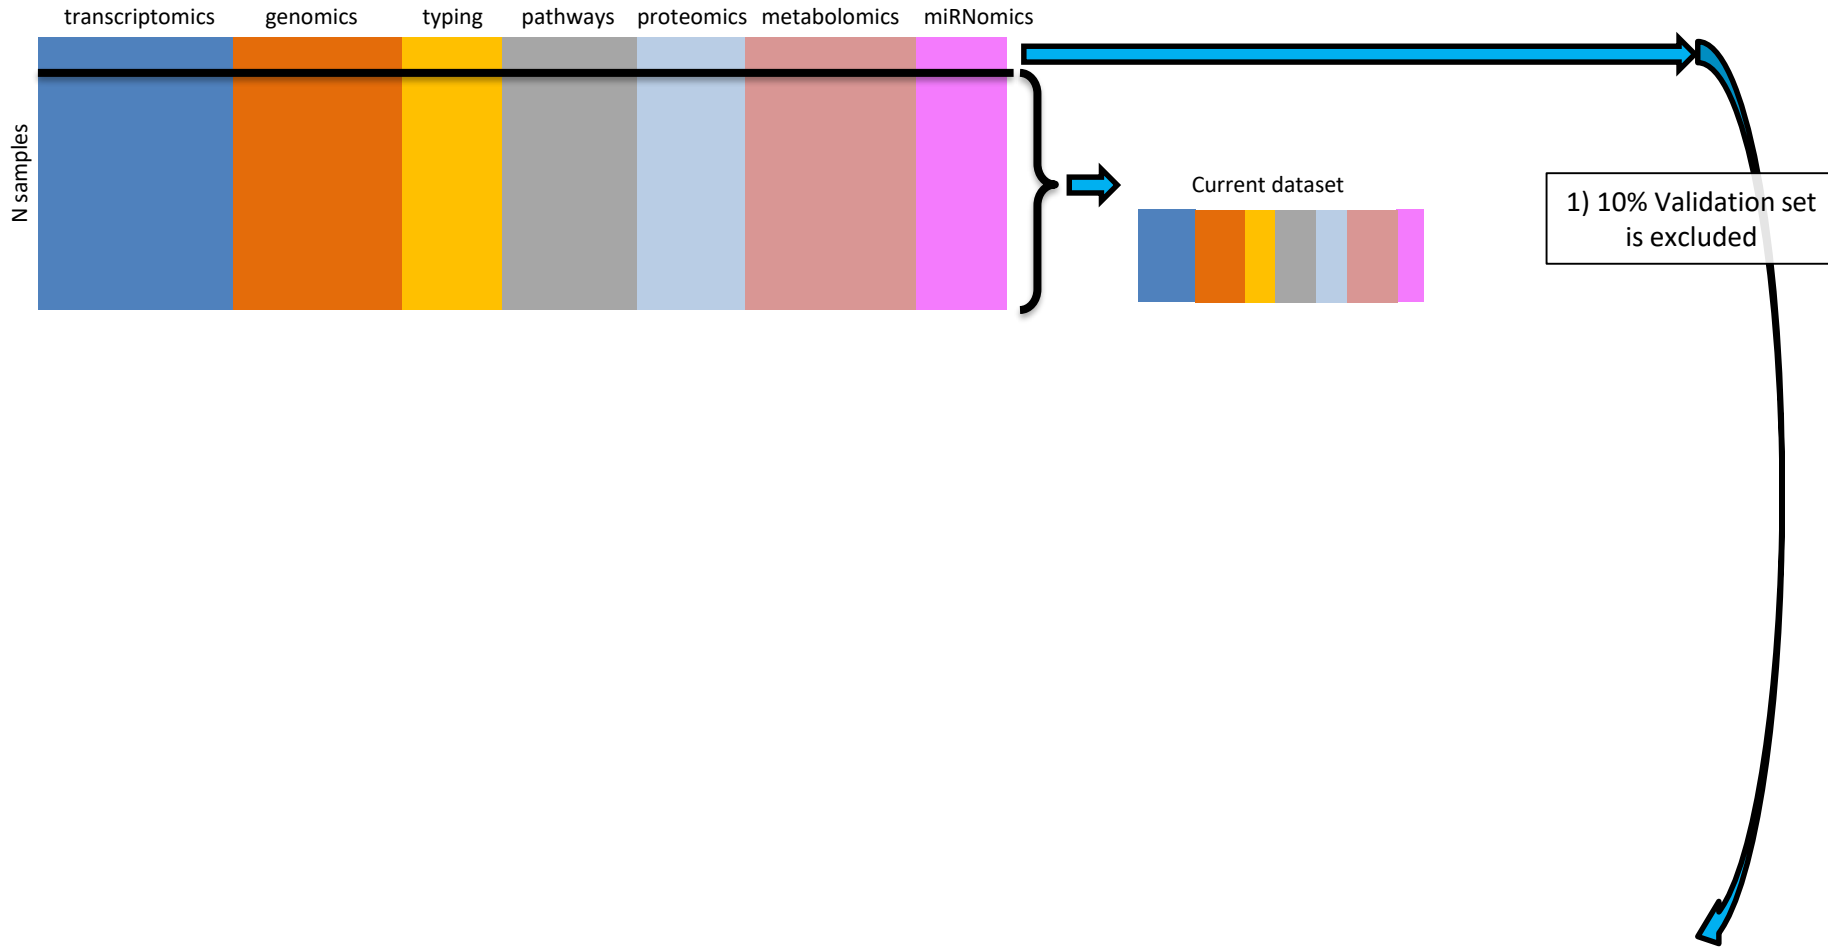 transcriptomics genomics typing pathways proteomics metabolomics miRNomics
N samples
Current dataset
1) 10% Validation set
is excluded